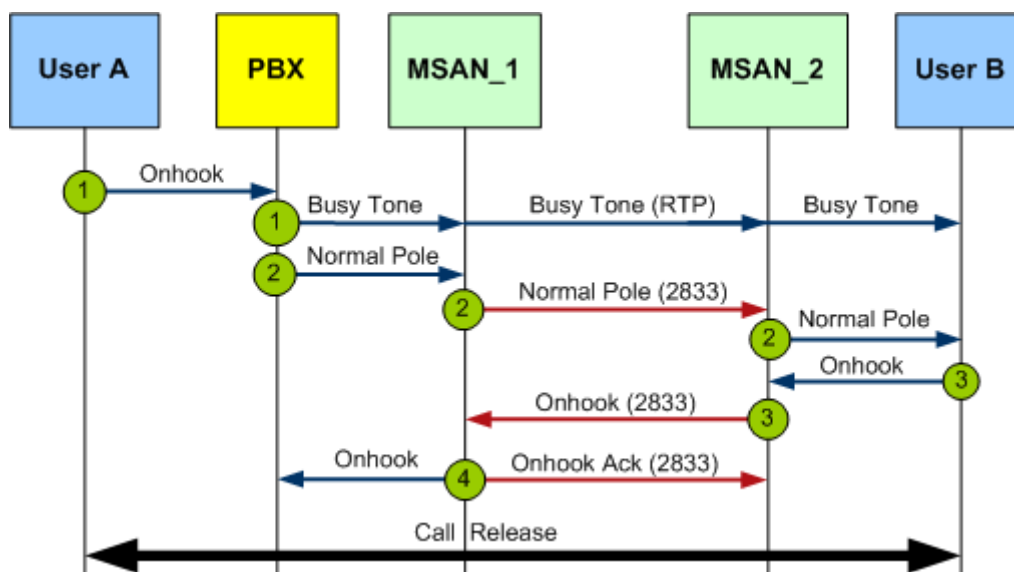 User A PBX MSAN_1 MSAN_2 User B
1 Onhook
1 Busy Tone Busy Tone (RTP) Busy Tone
2 Normal Pole
2 Normal Pole (2833)
2 Normal Pole
Onhook 3
Onhook (2833) 3
Onhook 4 Onhook Ack (2833)
Call Release